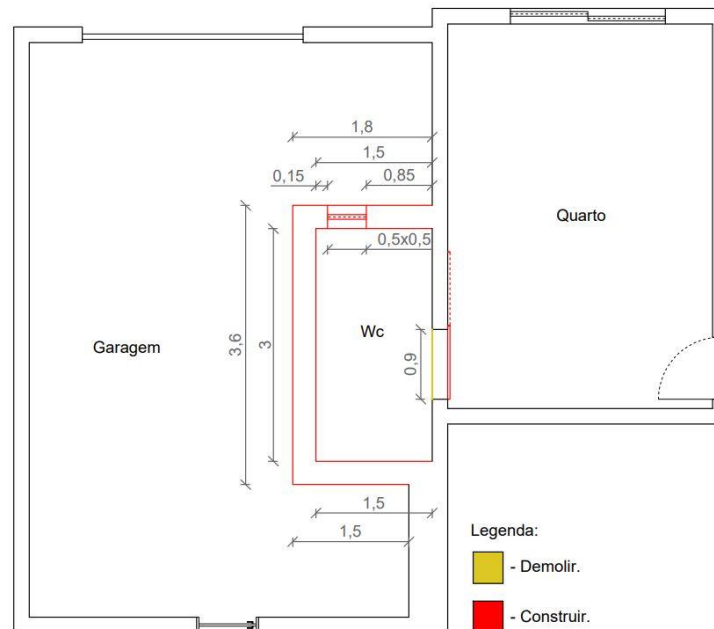 1,8
1,5
0,15
0,85
Quarto
0,5x0,5
Wc
Garagem
3,6
3
0,9
1,5
1,5
Legenda:
- Demolir.
- Construir.